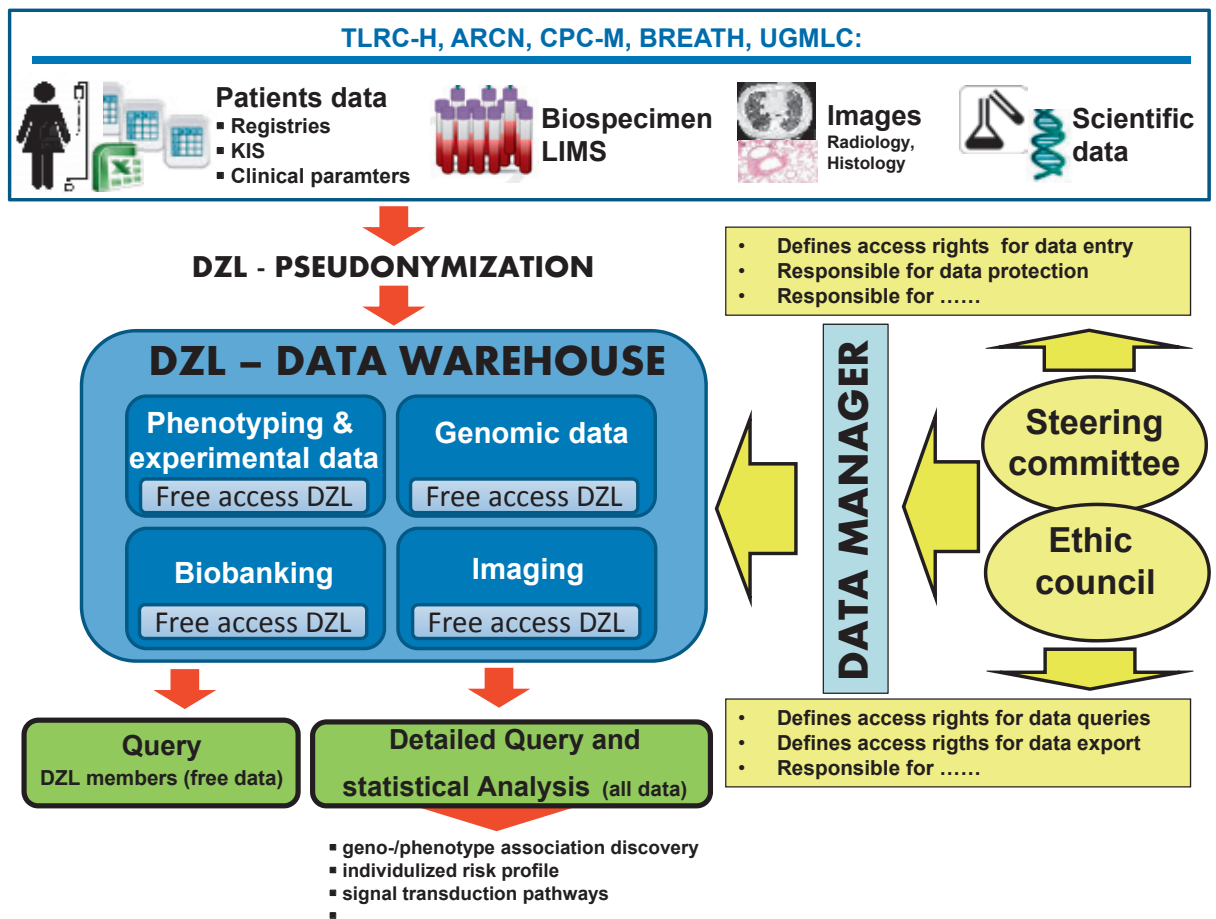 TLRC-H, ARCN, CPC-M, BREATH, UGMLC:
Patients data
▪ Registries
▪ KIS
▪ Clinical paramters
Biospecimen
LIMS
Images
Radiology,
Histology
Scientific
data
DZL - PSEUDONYMIZATION
• Defines access rights for data entry
• Responsible for data protection
• Responsible for ……
DZL – DATA WAREHOUSE
Phenotyping &
experimental data
Free access DZL
Genomic data
Free access DZL
Biobanking
Free access DZL
Imaging
Free access DZL
DATA MANAGER
Steering
committee
Ethic
council
• Defines access rights for data queries
• Defines access rigths for data export
• Responsible for ……
Query
DZL members (free data)
Detailed Query and
statistical Analysis (all data)
▪ geno-/phenotype association discovery
▪ individulized risk profile
▪ signal transduction pathways
▪